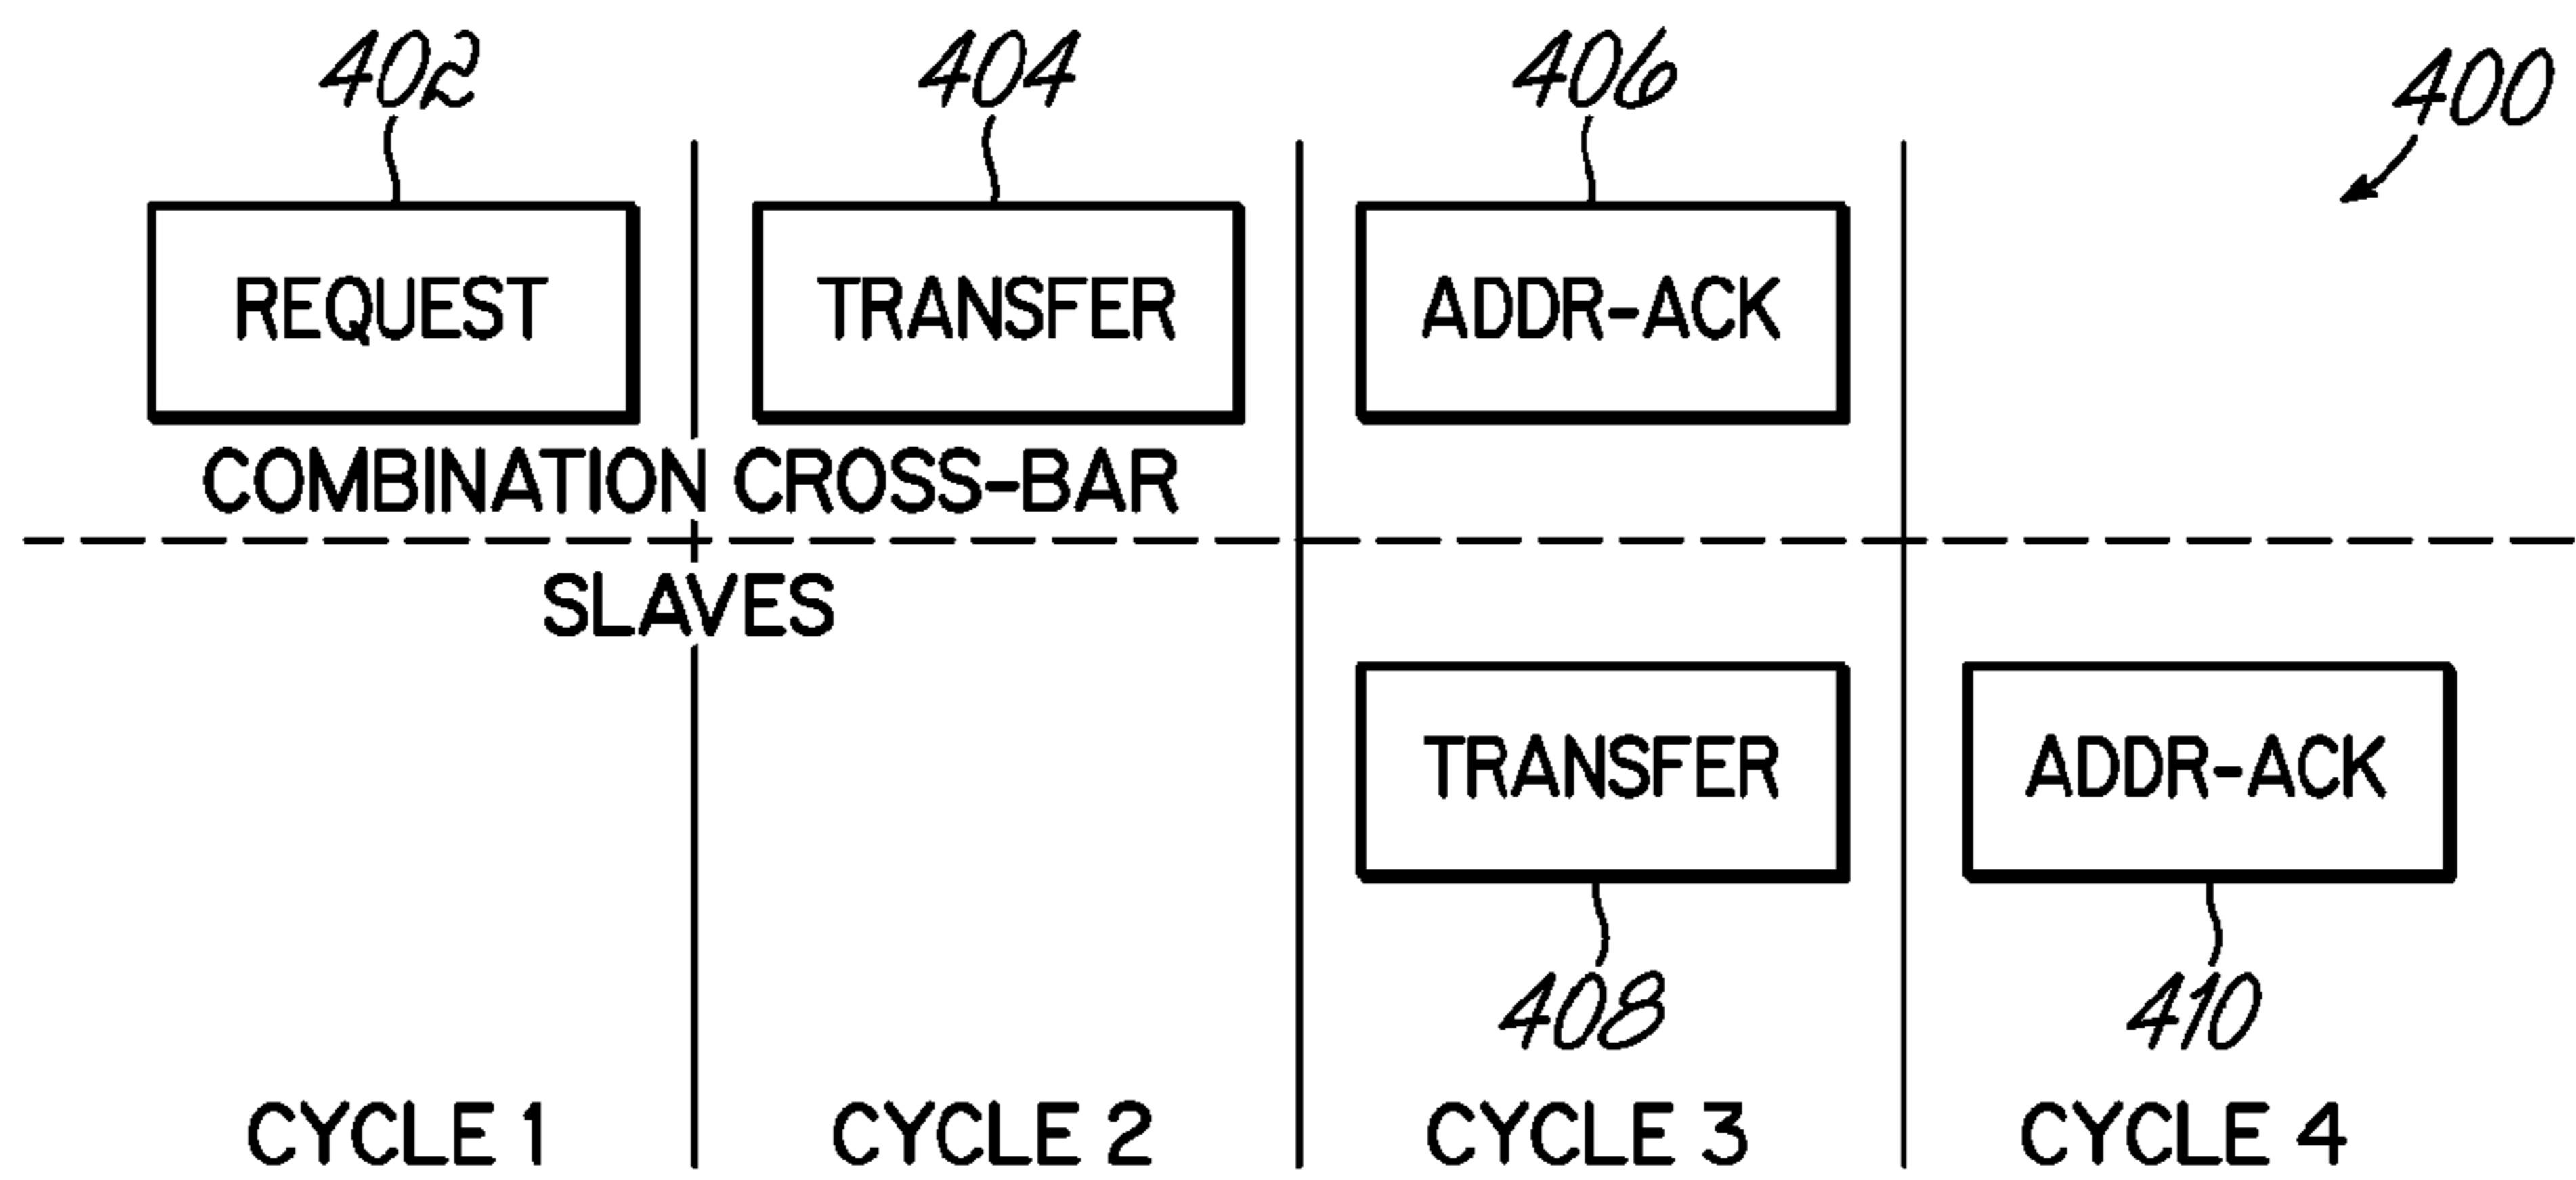 402 404 406 400
REQUEST TRANSFER ADDR-ACK
COMBINATION CROSS-BAR
SLAVES
TRANSFER ADDR-ACK
408 410
CYCLE 1 CYCLE 2 CYCLE 3 CYCLE 4